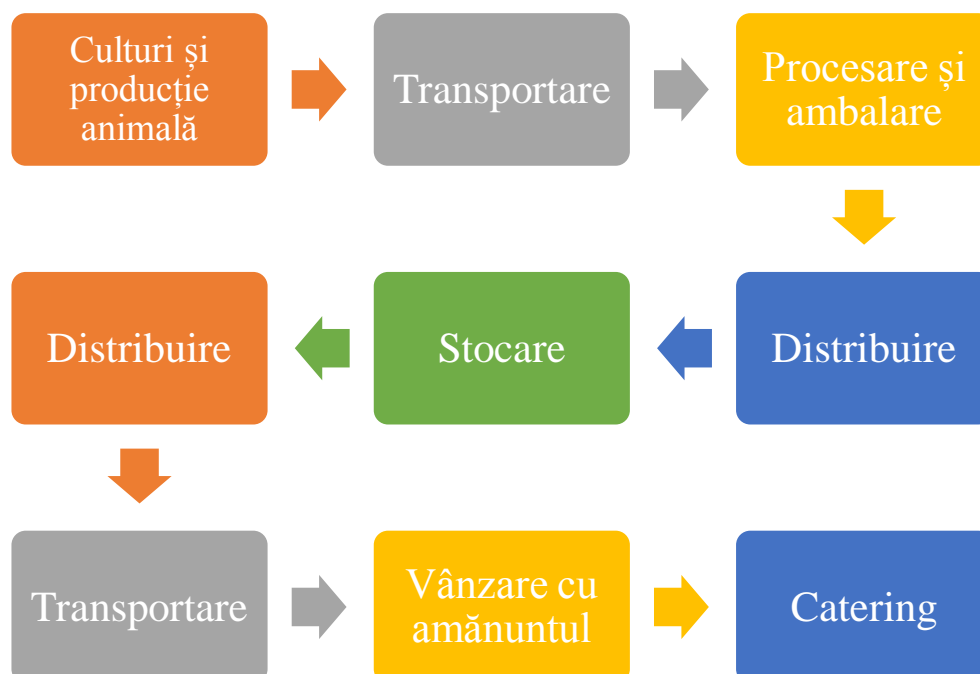 Culturi și
producție
animală
Transportare
Procesare și
ambalare
Distribuire
Stocare
Distribuire
Transportare
Vânzare cu
amănuntul
Catering